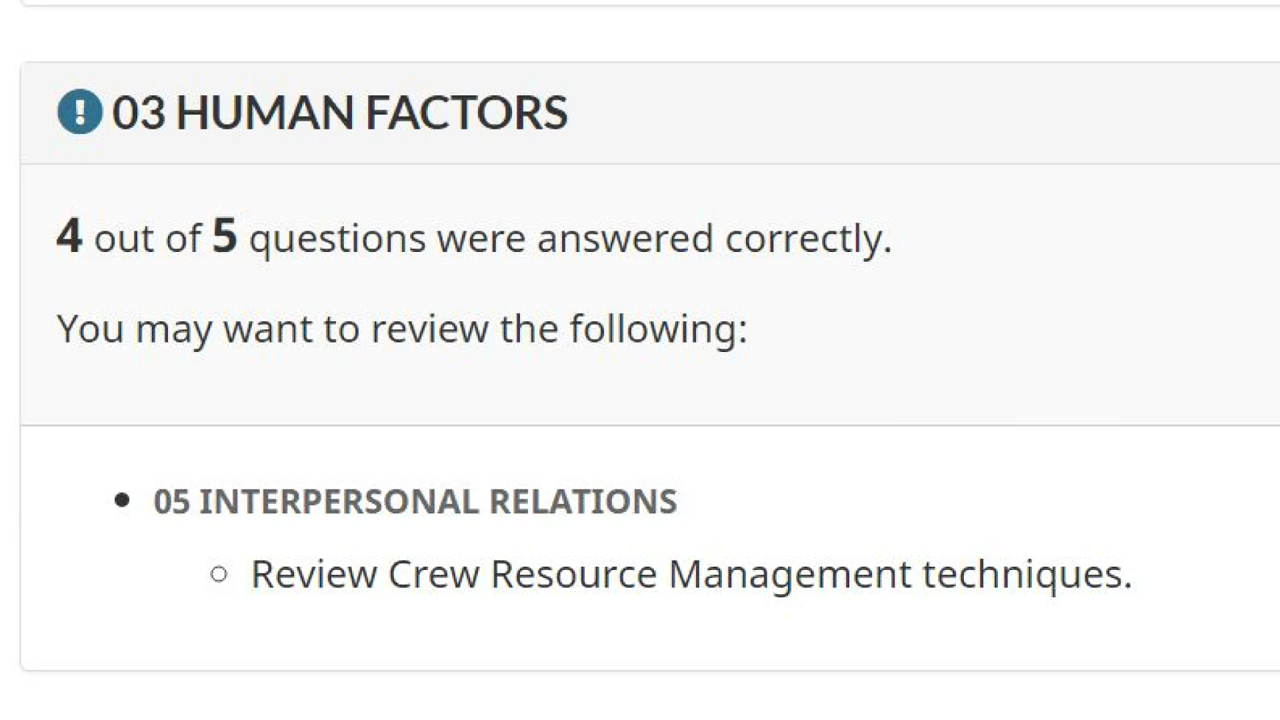 03 HUMAN FACTORS
4 out of 5 questions were answered correctly.
You may want to review the following:
05 INTERPERSONAL RELATIONS
Review Crew Resource Management techniques.